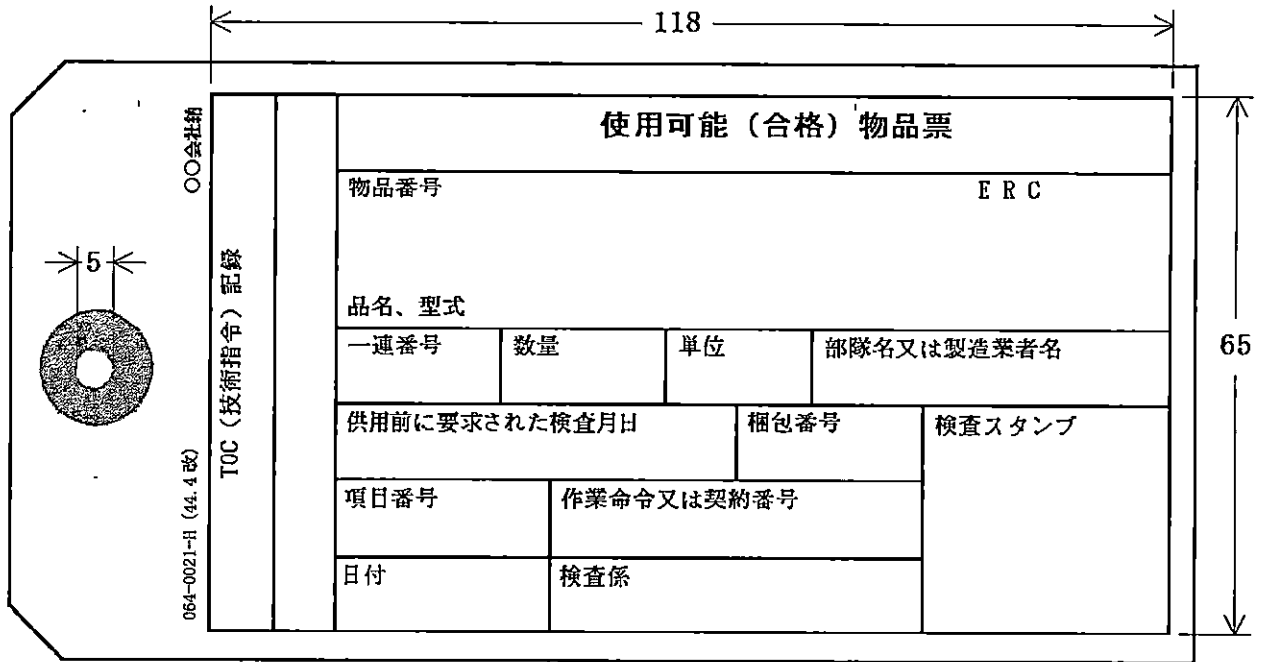 118
○○会社納
使用可能(合格)物品票
物品番号 ERC
5
TOC(技術指令)記録
品名、型式
一連番号 数量 単位 部隊名又は製造業者名
65
供用前に要求された検査月日 梱包番号 検査スタンプ
項目番号 作業命令又は契約番号
日付 検査係
064-0021-H (44.4改)